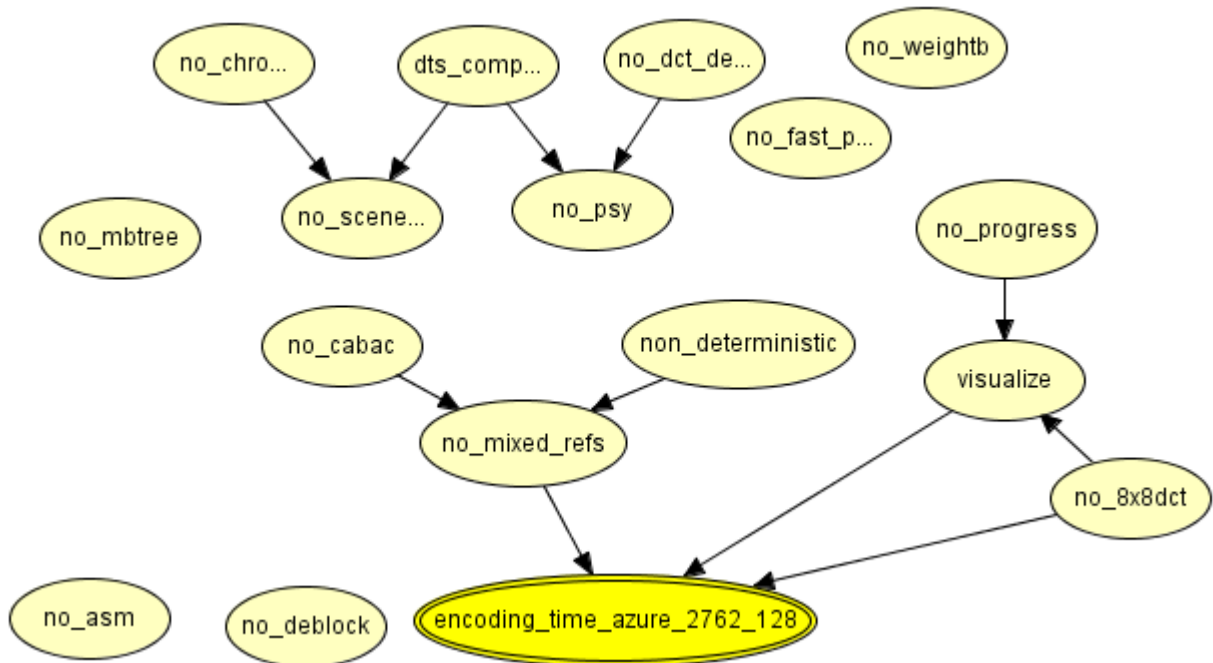 no_weightb
no_chro...
dts_comp...
no_dct_de...
no_fast_p...
no_mbtree
no_scene...
no_psy
no_progress
no_cabac
non_deterministic
visualize
no_mixed_refs
no_8x8dct
no_asm
no_deblock
encoding_time_azure_2762_128